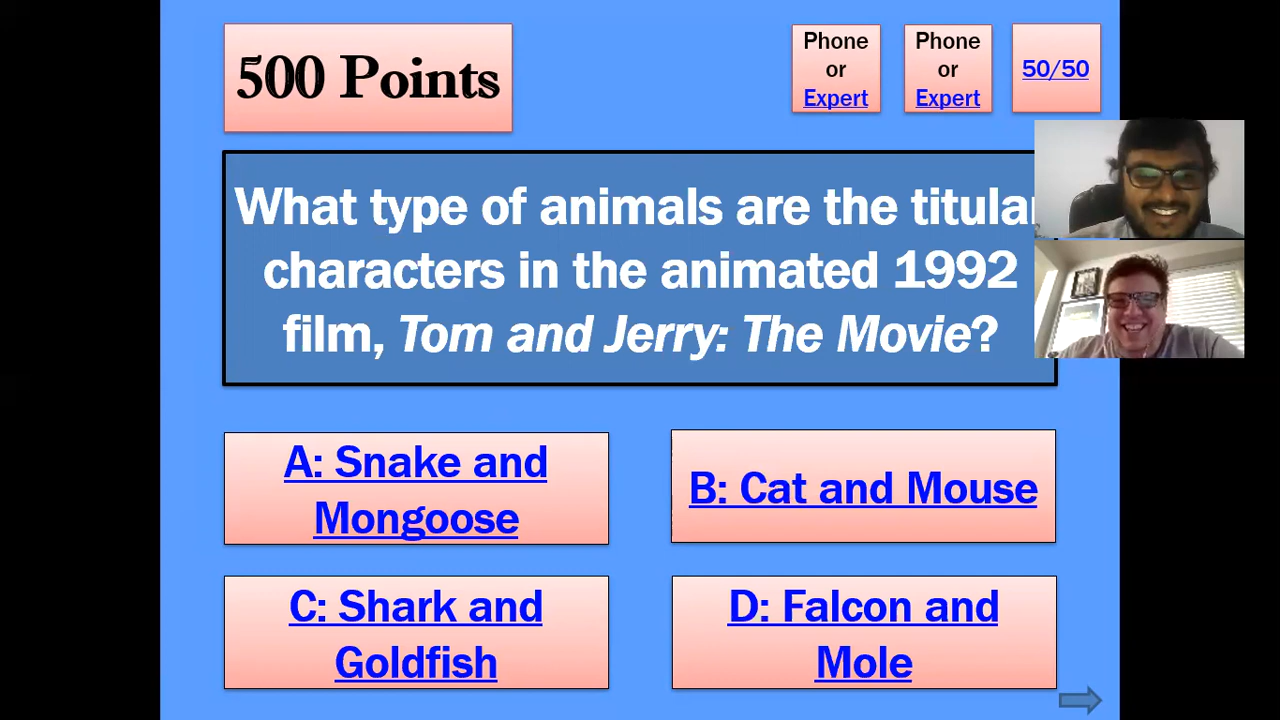 500 Points
Phone
or
Expert
Phone
or
Expert
50/50
What type of animals are the titular
characters in the animated 1992
film, Tom and Jerry: The Movie?
A: Snake and
Mongoose
B: Cat and Mouse
C: Shark and
Goldfish
D: Falcon and
Mole